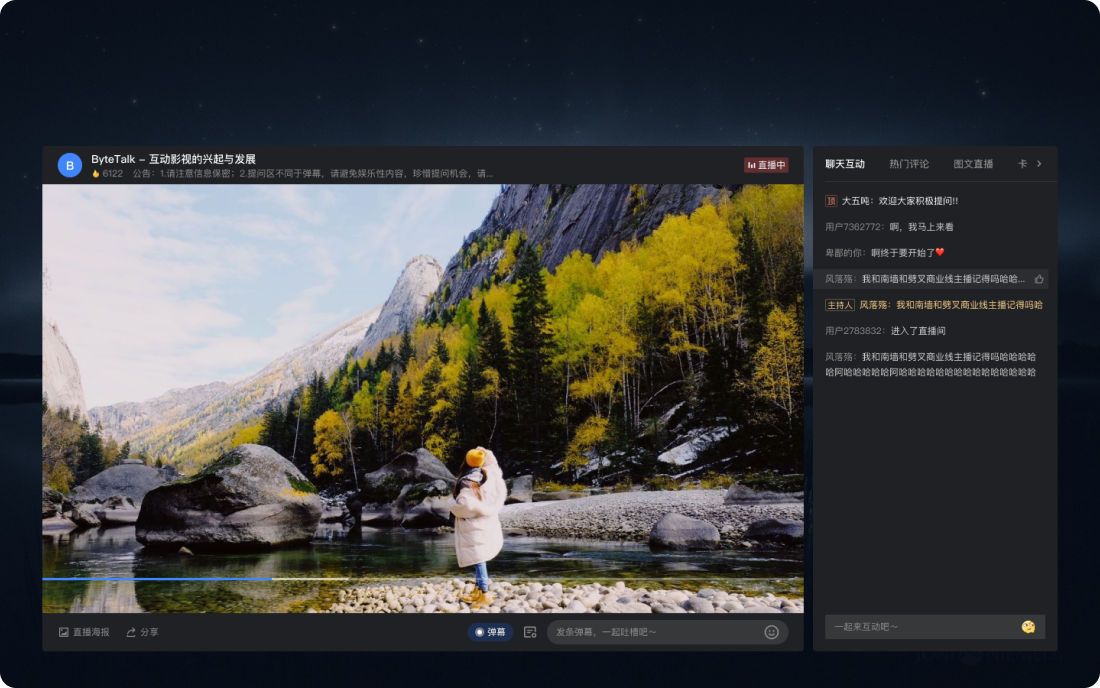 B
ByteTalk – 互动影视的兴起与发展
6122 公告：1.请注意信息保密；2.提问区不同于弹幕，请避免娱乐性内容，珍惜提问机会，请...
直播中
直播海报
分享
弹幕
发条弹幕，一起吐槽吧～
聊天互动 热门评论 图文直播 卡
顶 大五吨：欢迎大家积极提问!!
用户7362772：啊，我马上来看
卑鄙的你：啊终于要开始了❤️
风落殇：我和南墙和劈叉商业线主播记得吗哈哈...
主持人 风落殇：我和南墙和劈叉商业线主播记得吗哈
用户2783832：进入了直播间
风落殇：我和南墙和劈叉商业线主播记得吗哈哈哈哈
哈阿哈哈哈哈哈阿哈哈哈哈哈哈哈哈哈哈哈哈哈哈哈
一起来互动吧～